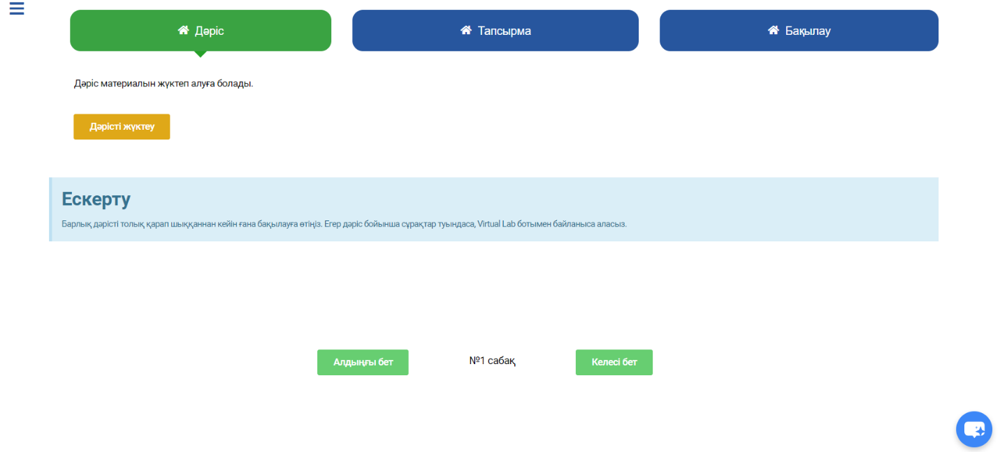 Дәріс
Тапсырма
Бақылау
Дәріс материалын жүктеп алуға болады.
Дәрісті жүктеу
Ескерту
Барлық дәрісті толық қарап шыққаннан кейін ғана бақылауға өтіңіз. Егер дәріс бойынша сұрақтар туындаса, Virtual Lab ботымен байланыса аласыз.
Алдыңғы бет
№1 сабақ
Келесі бет